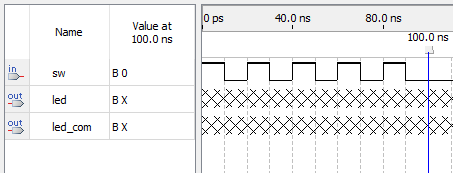 Name
Value at
100.0 ns
0 ps
40.0 ns
80.0 ns
100.0 ns
in
sw
B 0
out
led
B X
out
led_com
B X